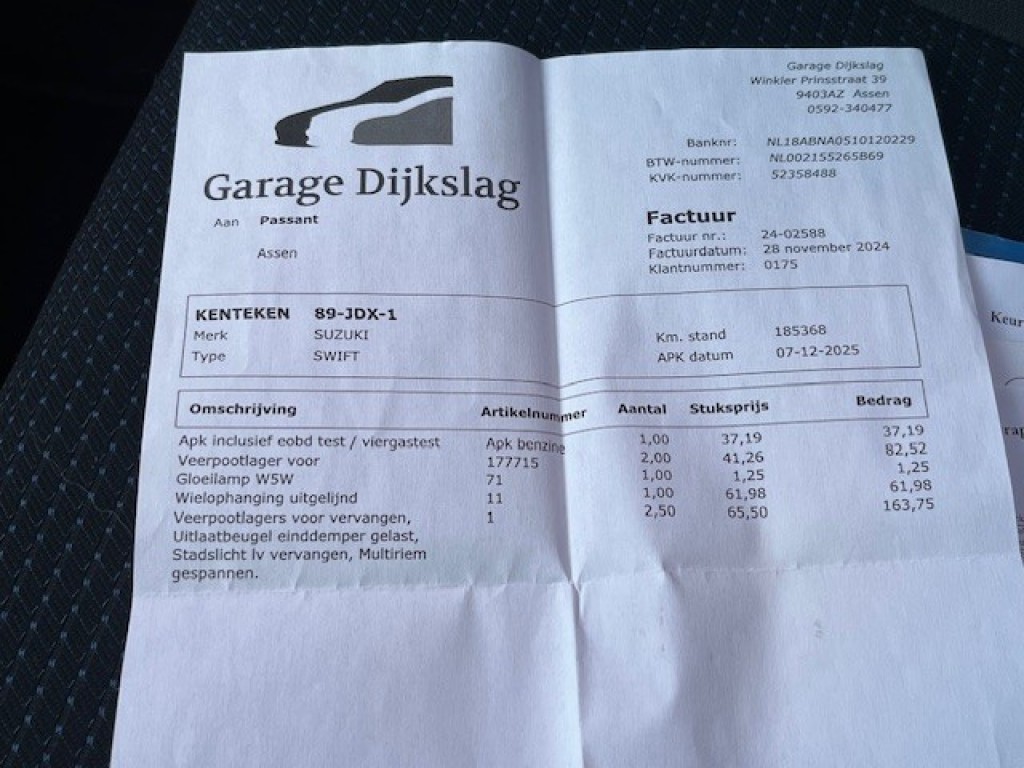 Garage Dijkslag
Winkler Prinsstraat 39
9403AZ Assen
0592-340477
Garage Dijkslag
Banknr: NL18ABNA0510120229
BTW-nummer: NL002155265B69
KVK-nummer: 52358488
Aan Passant
Assen
Factuur
Factuur nr.: 24-02588
Factuurdatum: 28 november 2024
Klantnummer: 0175
KENTEKEN 89-JDX-1
Merk SUZUKI
Type SWIFT
Km. stand 185368
APK datum 07-12-2025
Omschrijving Artikelnummer Aantal Stuksprijs Bedrag
Apk inclusief eobd test / viergastest Apk benzine 1,00 37,19 37,19
Veerpootlager voor 177715 2,00 41,26 82,52
Gloeilamp W5W 71 1,00 1,25 1,25
Wielophanging uitgelijnd 11 1,00 61,98 61,98
Veerpootlagers voor vervangen, 1 2,50 65,50 163,75
Uitlaatbeugel einddemper gelast,
Stadslicht lv vervangen, Multiriem
gespannen.